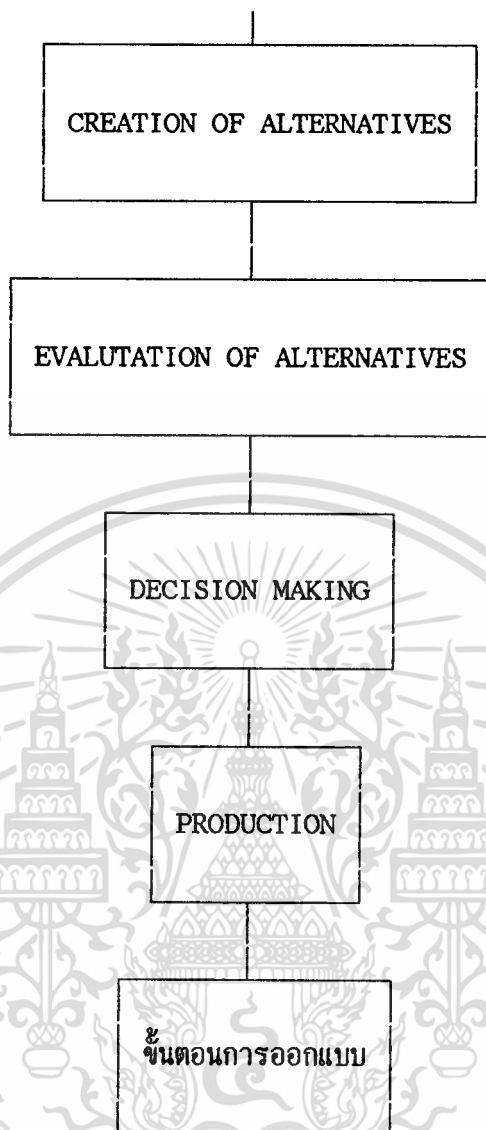 CREATION OF ALTERNATIVES
EVALUTATION OF ALTERNATIVES
DECISION MAKING
PRODUCTION
ขั้นตอนการออกแบบ